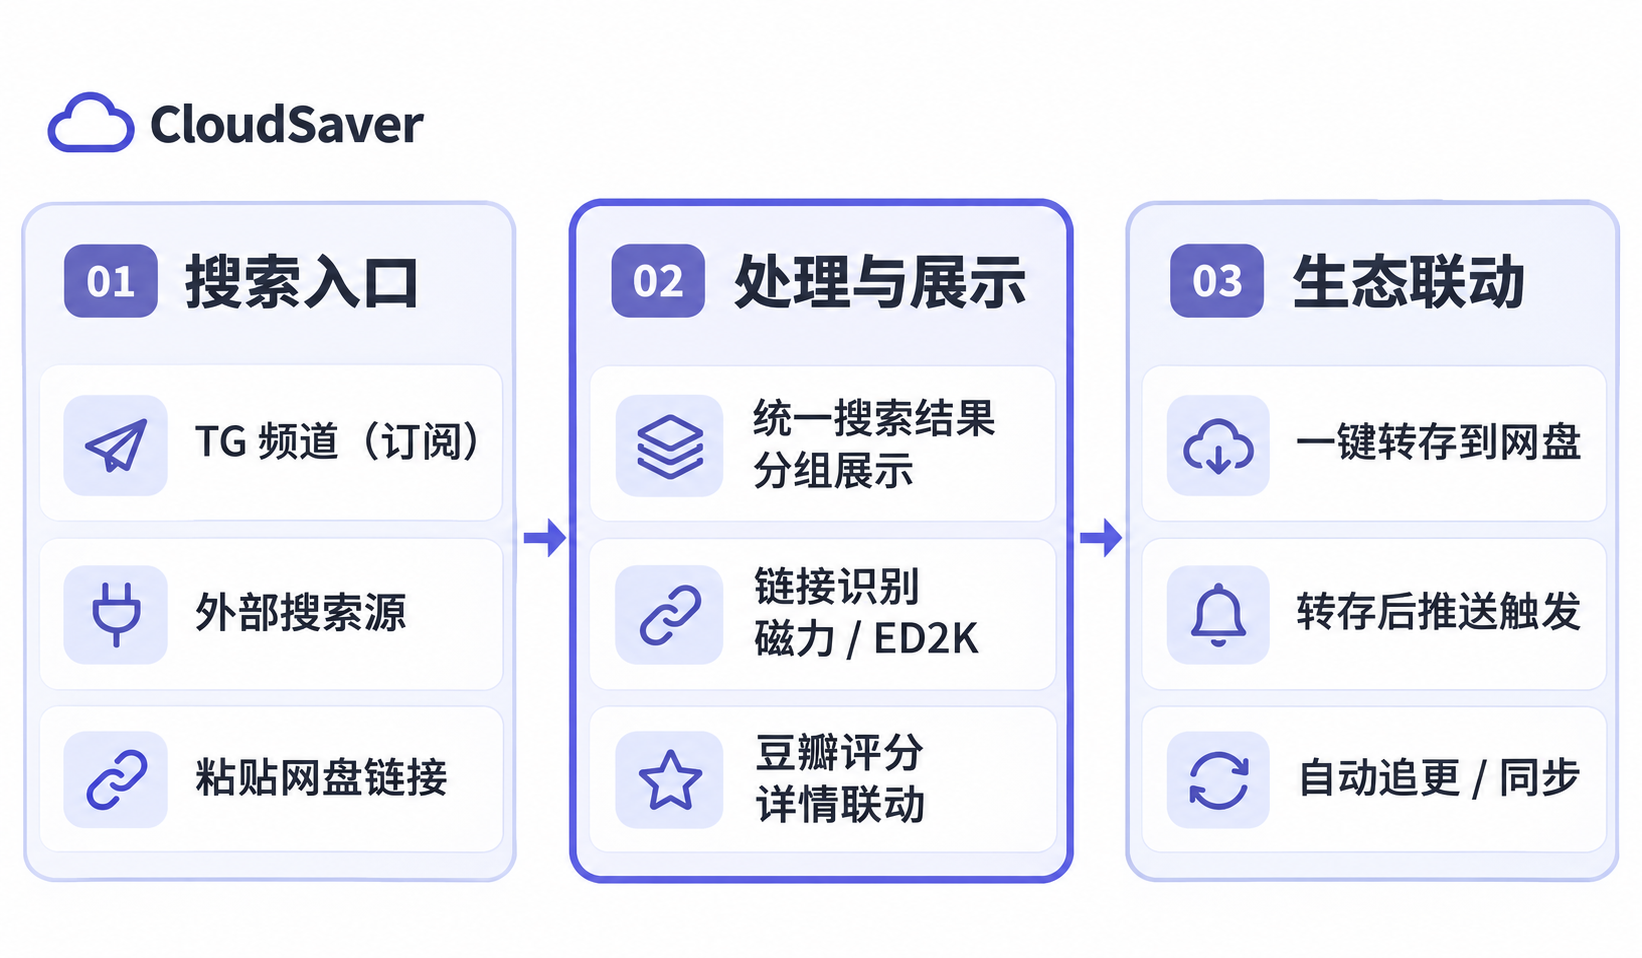 CloudSaver
01 搜索入口
TG 频道（订阅）
外部搜索源
粘贴网盘链接
02 处理与展示
统一搜索结果
分组展示
链接识别
磁力 / ED2K
豆瓣评分
详情联动
03 生态联动
一键转存到网盘
转存后推送触发
自动追更 / 同步